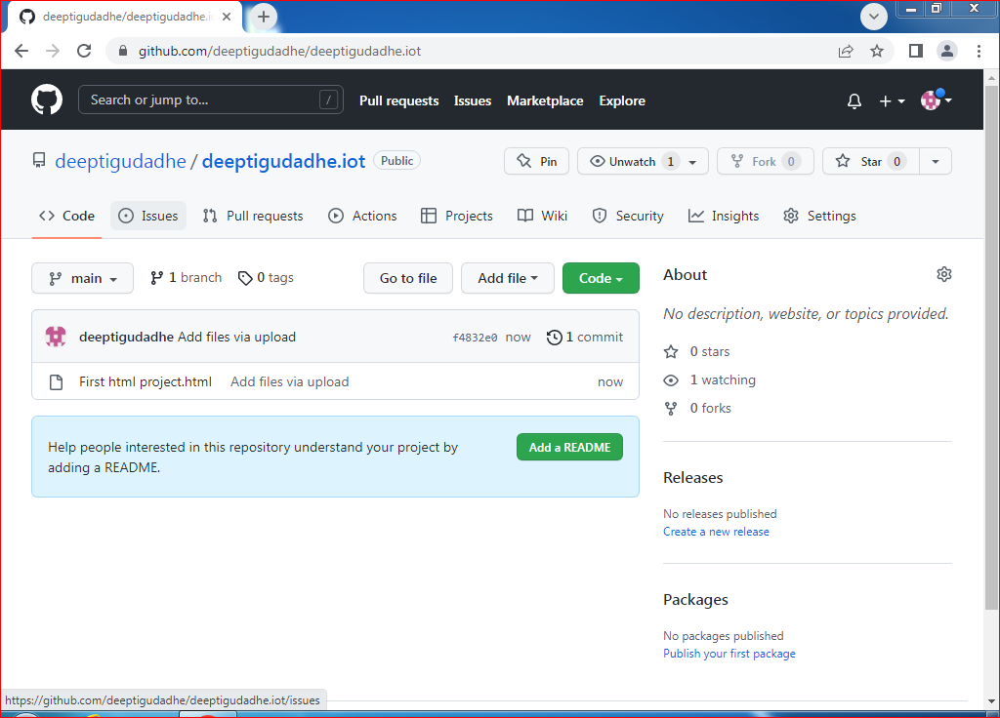 deeptigudadhe/deeptigudadhe.i
github.com/deeptigudadhe/deeptigudadhe.iot
Search or jump to... / Pull requests Issues Marketplace Explore
deeptigudadhe / deeptigudadhe.iot Public Pin Unwatch 1 Fork 0 Star 0
Code Issues Pull requests Actions Projects Wiki Security Insights Settings
main 1 branch 0 tags Go to file Add file Code
deeptigudadhe Add files via upload f4832e0 now 1 commit
First html project.html Add files via upload now
Help people interested in this repository understand your project by
adding a README.
Add a README
About
No description, website, or topics provided.
0 stars
1 watching
0 forks
Releases
No releases published
Create a new release
Packages
No packages published
Publish your first package
https://github.com/deeptigudadhe/deeptigudadhe.iot/issues